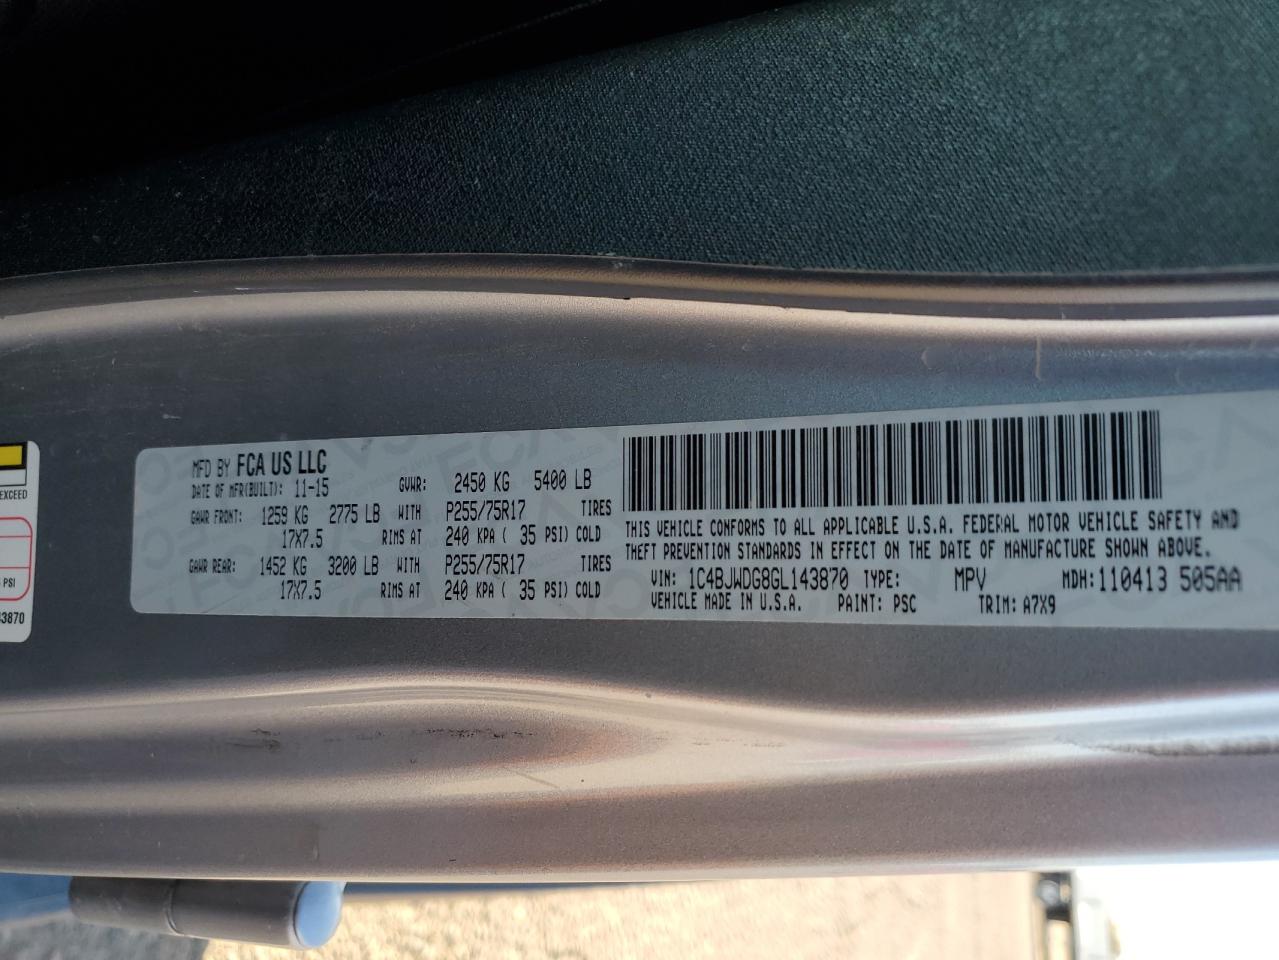 MFD BY FCA US LLC
DATE OF MFR(BUILT): 11-15 GVWR: 2450 KG 5400 LB
GAWR FRONT: 1259 KG 2775 LB WITH P255/75R17 TIRES
17X7.5 RIMS AT 240 KPA ( 35 PSI) COLD
GAWR REAR: 1452 KG 3200 LB WITH P255/75R17 TIRES
17X7.5 RIMS AT 240 KPA ( 35 PSI) COLD
THIS VEHICLE CONFORMS TO ALL APPLICABLE U.S.A. FEDERAL MOTOR VEHICLE SAFETY AND
THEFT PREVENTION STANDARDS IN EFFECT ON THE DATE OF MANUFACTURE SHOWN ABOVE.
VIN: 1C4BJWDG8GL143870 TYPE: MPV MDH: 110413 505AA
VEHICLE MADE IN U.S.A. PAINT: PSC TRIM: A7X9
EXCEED
PSI
43870